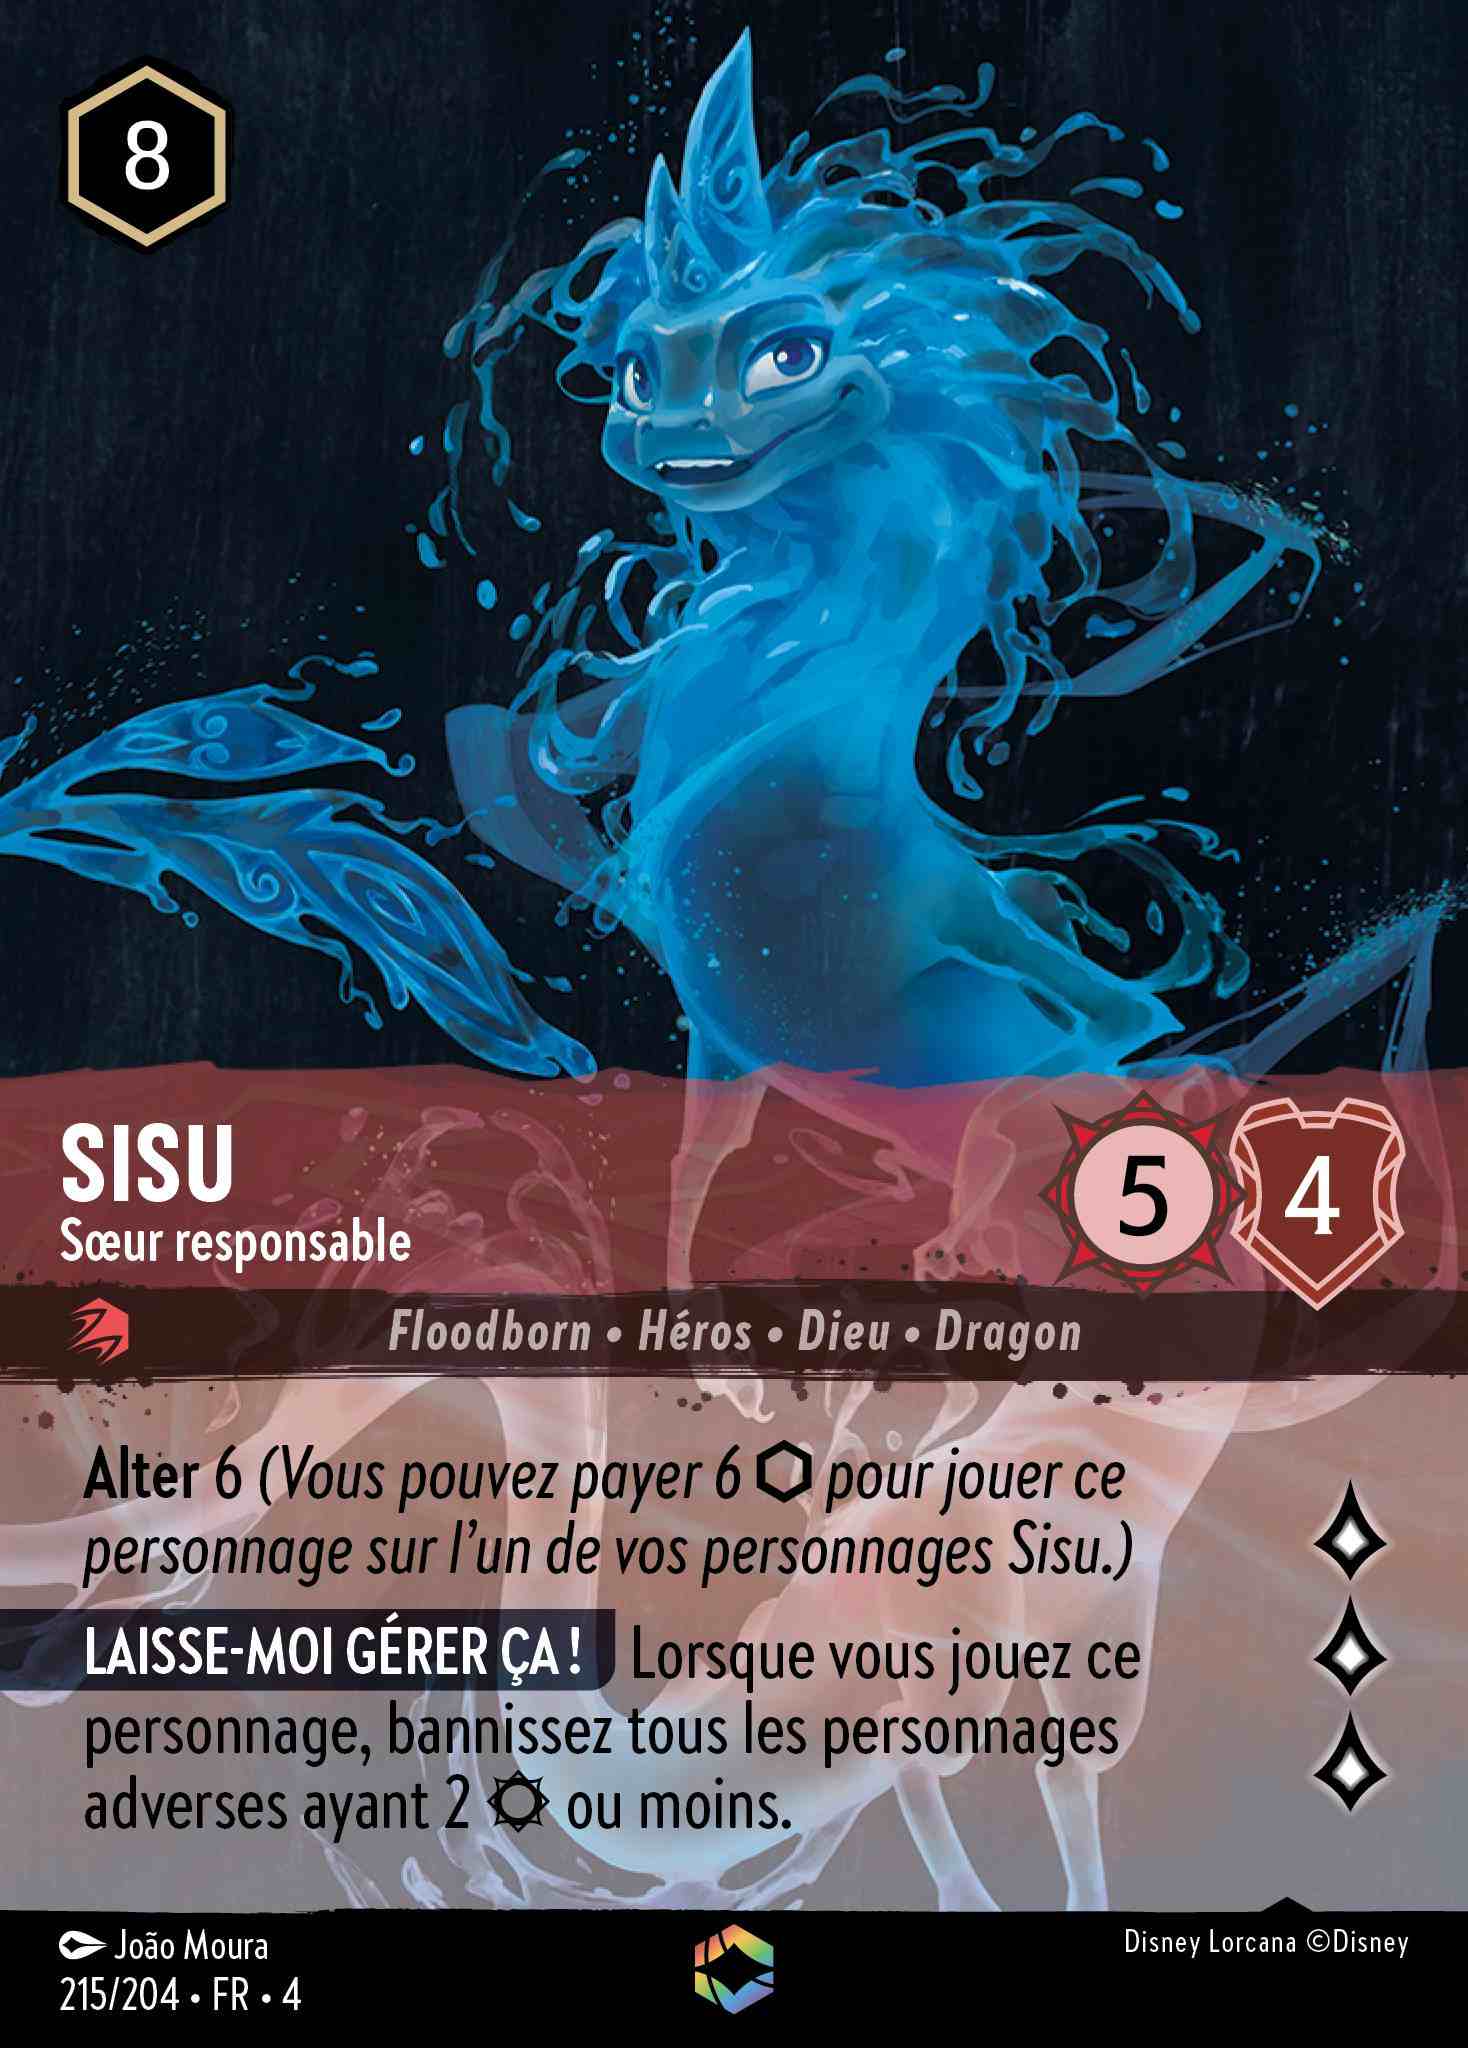 8
SISU
Sœur responsable
5
4
Floodborn • Héros • Dieu • Dragon
Alter 6 (Vous pouvez payer 6 ⬡ pour jouer ce
personnage sur l’un de vos personnages Sisu.)
LAISSE-MOI GÉRER ÇA ! Lorsque vous jouez ce
personnage, bannissez tous les personnages
adverses ayant 2 ou moins.
João Moura
Disney Lorcana ©Disney
215/204 • FR • 4